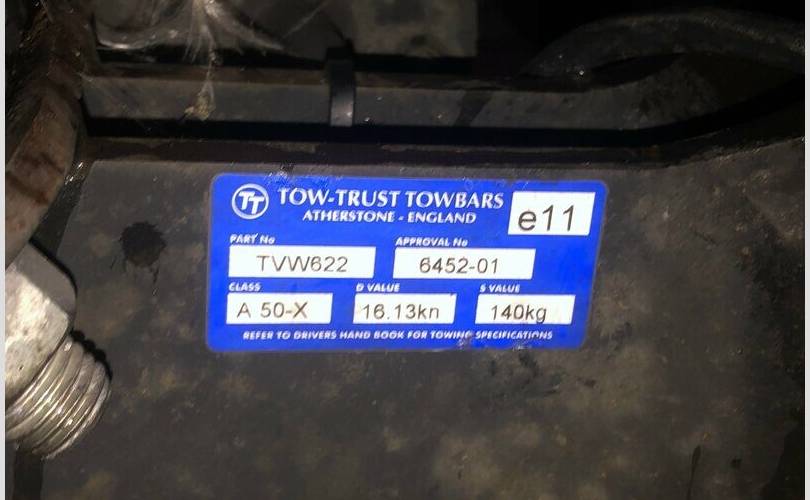 TT TOW-TRUST TOWBARS
ATHERSTONE - ENGLAND
e11
PART No APPROVAL No
TVW622 6452-01
CLASS D VALUE S VALUE
A 50-X 16.13kn 140kg
REFER TO DRIVERS HAND BOOK FOR TOWING SPECIFICATIONS